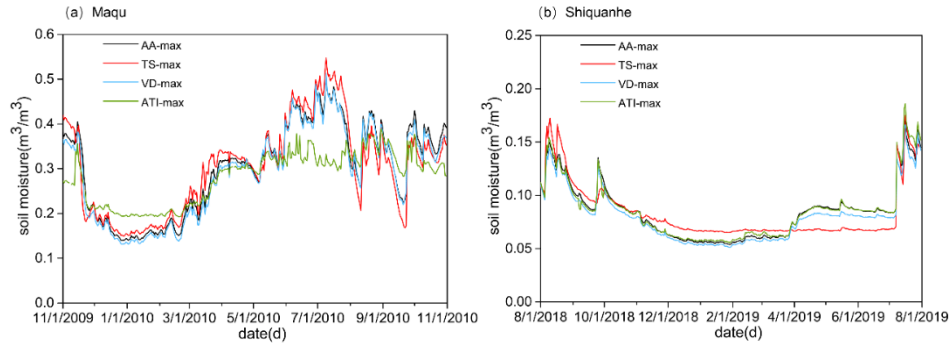 (a) Maqu
AA-max
TS-max
VD-max
ATI-max
soil moisture(m³/m³)
0.6
0.5
0.4
0.3
0.2
0.1
0.0
11/1/2009 1/1/2010 3/1/2010 5/1/2010 7/1/2010 9/1/2010 11/1/2010
date(d)
(b) Shiquanhe
AA-max
TS-max
VD-max
ATI-max
soil moisture(m³/m³)
0.25
0.20
0.15
0.10
0.05
0.00
8/1/2018 10/1/2018 12/1/2018 2/1/2019 4/1/2019 6/1/2019 8/1/2019
date(d)